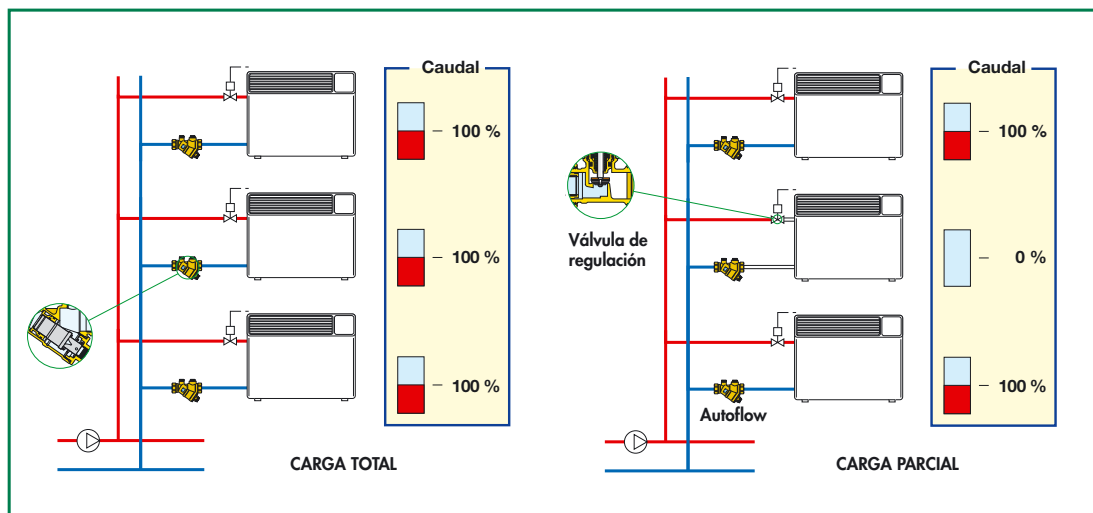 Caudal
100 %
100 %
100 %
CARGA TOTAL
Caudal
100 %
Válvula de
regulación
0 %
100 %
Autoflow
CARGA PARCIAL